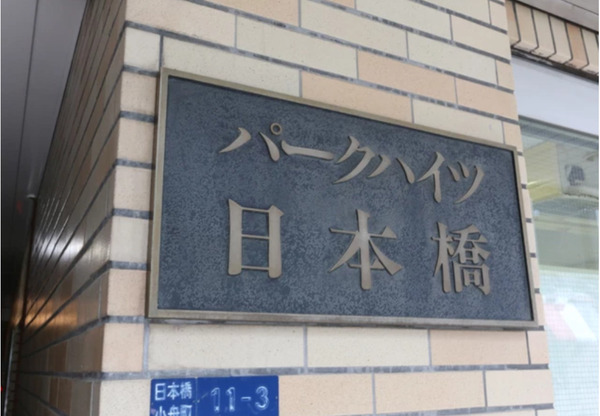 パークハイツ
日本橋
日本橋
小舟町
11-3